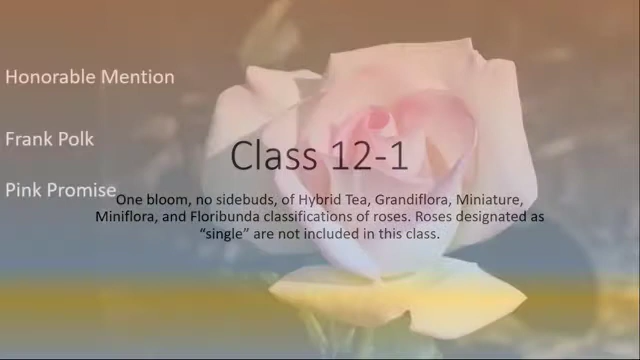 Honorable Mention
Frank Polk
Pink Promise
Class 12-1
One bloom, no sidebuds, of Hybrid Tea, Grandiflora, Miniature,
Miniflora, and Floribunda classifications of roses. Roses designated as
“single” are not included in this class.